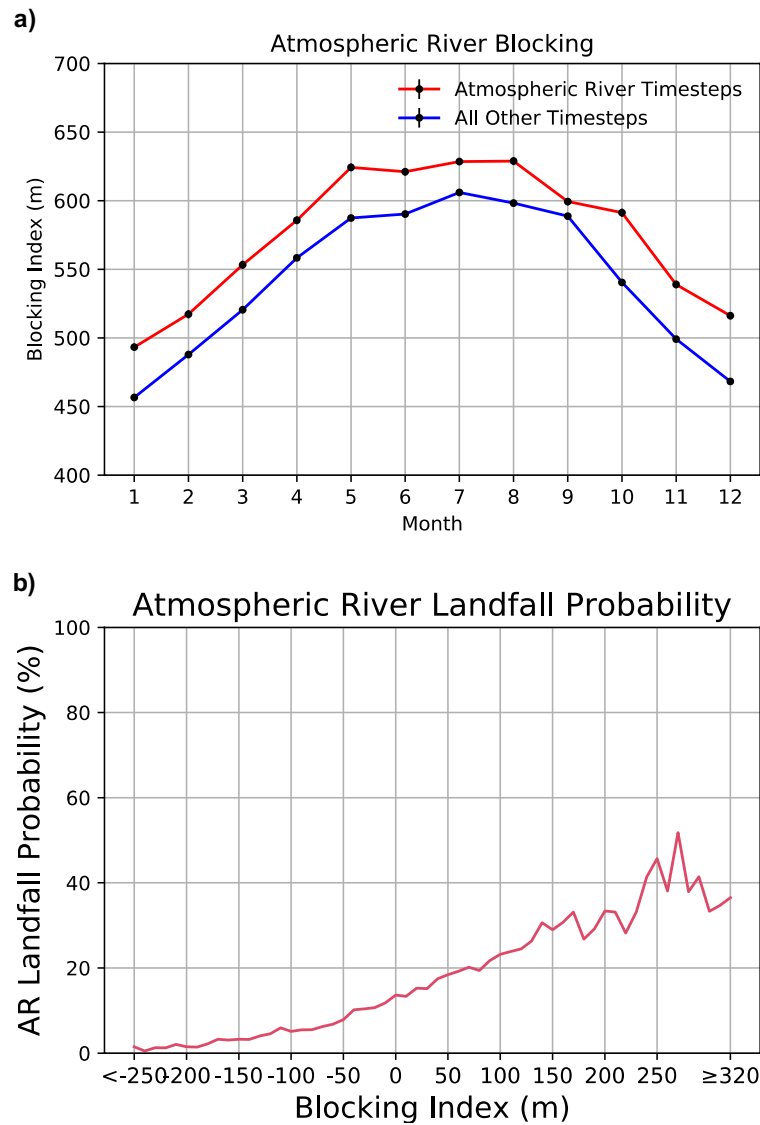 a)
Atmospheric River Blocking
700
650
600
550
500
450
400
Blocking Index (m)
Atmospheric River Timesteps
All Other Timesteps
1 2 3 4 5 6 7 8 9 10 11 12
Month
b)
Atmospheric River Landfall Probability
100
80
60
40
20
0
AR Landfall Probability (%)
<-250 -200 -150 -100 -50 0 50 100 150 200 250 ≥320
Blocking Index (m)